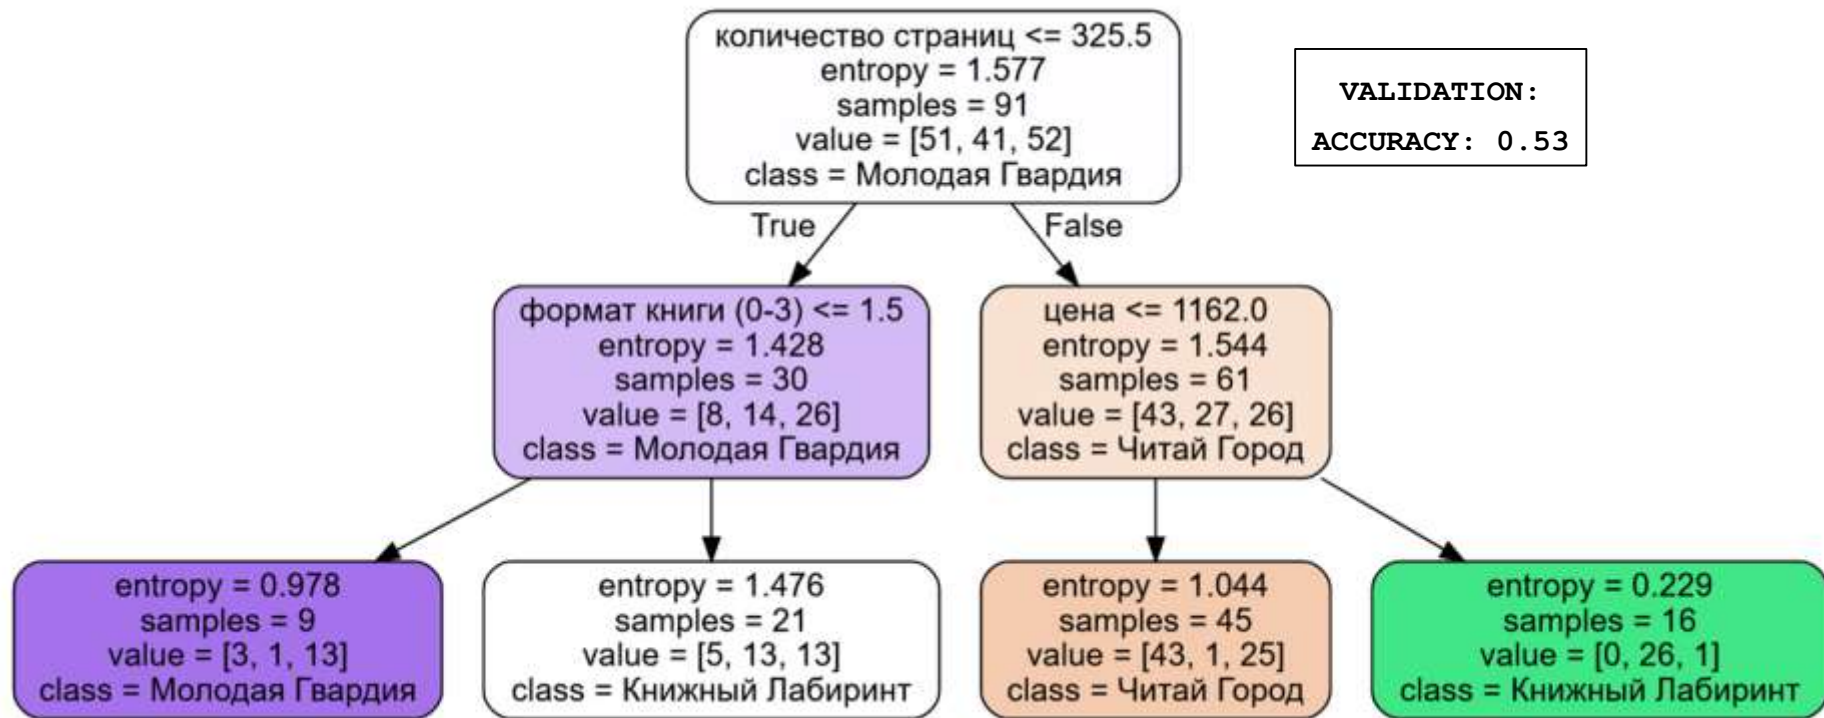 количество страниц <= 325.5
entropy = 1.577
samples = 91
value = [51, 41, 52]
class = Молодая Гвардия
VALIDATION:
ACCURACY: 0.53
True
False
формат книги (0-3) <= 1.5
entropy = 1.428
samples = 30
value = [8, 14, 26]
class = Молодая Гвардия
цена <= 1162.0
entropy = 1.544
samples = 61
value = [43, 27, 26]
class = Читай Город
entropy = 0.978
samples = 9
value = [3, 1, 13]
class = Молодая Гвардия
entropy = 1.476
samples = 21
value = [5, 13, 13]
class = Книжный Лабиринт
entropy = 1.044
samples = 45
value = [43, 1, 25]
class = Читай Город
entropy = 0.229
samples = 16
value = [0, 26, 1]
class = Книжный Лабиринт